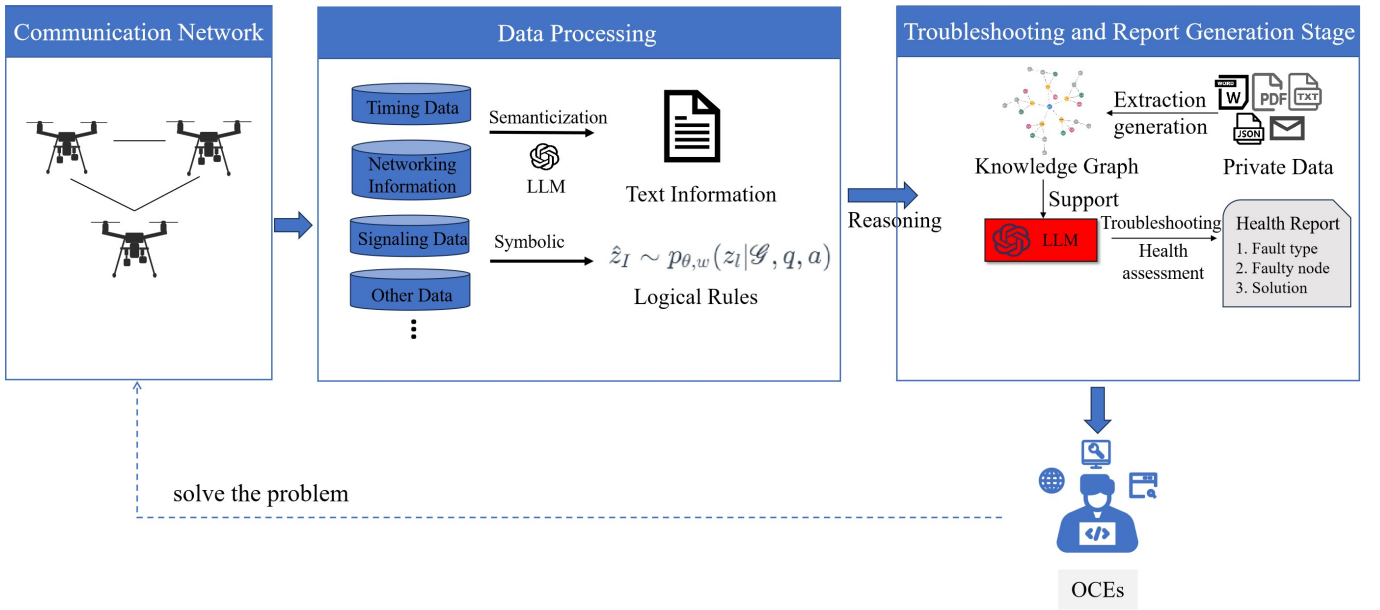 Communication Network
Data Processing
Timing Data
Networking
Information
Signaling Data
Other Data
Semanticization
LLM
Text Information
Symbolic
ẑ_I ∼ p_{θ,w}(z_l|𝒢, q, a)
Logical Rules
Reasoning
Troubleshooting and Report Generation Stage
Knowledge Graph
Extraction
generation
WORD
W
PDF
TXT
JSON
Private Data
Support
LLM
Troubleshooting
Health
assessment
Health Report
1. Fault type
2. Faulty node
3. Solution
solve the problem
</>
OCEs